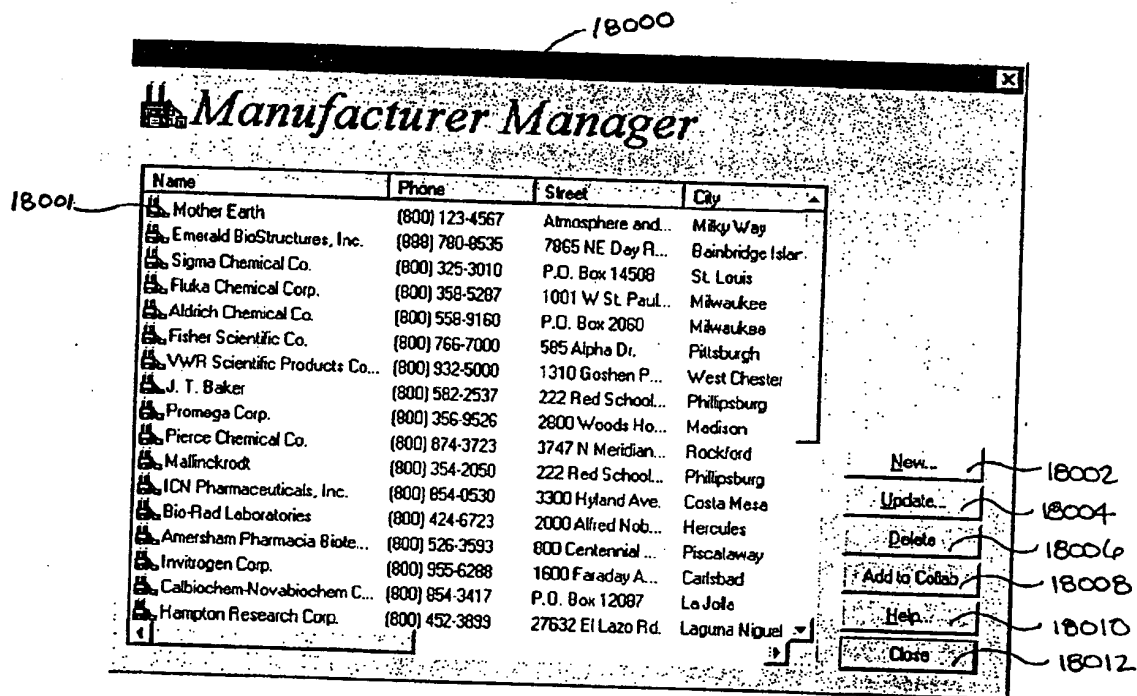 18000
Manufacturer Manager
Name Phone Street City
18001 Mother Earth (800) 123-4567 Atmosphere and... Milky Way
Emerald BioStructures, Inc. (888) 780-8535 7865 NE Day R... Bainbridge Islar
Sigma Chemical Co. (800) 325-3010 P.O. Box 14508 St. Louis
Fluka Chemical Corp. (800) 358-5287 1001 W St. Paul... Milwaukee
Aldrich Chemical Co. (800) 558-9160 P.O. Box 2060 Milwaukee
Fisher Scientific Co. (800) 766-7000 585 Alpha Dr. Pittsburgh
VWR Scientific Products Co... (800) 932-5000 1310 Goshen P... West Chester
J. T. Baker (800) 582-2537 222 Red School... Phillipsburg
Promega Corp. (800) 356-9526 2800 Woods Ho... Madison
Pierce Chemical Co. (800) 874-3723 3747 N Meridian... Rockford
Mallinckrodt (800) 354-2050 222 Red School... Phillipsburg
ICN Pharmaceuticals, Inc. (800) 854-0530 3300 Hyland Ave. Costa Mesa
Bio-Rad Laboratories (800) 424-6723 2000 Alfred Nob... Hercules
Amersham Pharmacia Biote... (800) 526-3593 800 Centennial ... Piscataway
Invitrogen Corp. (800) 955-6288 1600 Faraday A... Carlsbad
Calbiochem-Novabiochem C... (800) 854-3417 P.O. Box 12087 La Jolla
Hampton Research Corp. (800) 452-3899 27632 El Lazo Rd. Laguna Niguel
New... 18002
Update... 18004
Delete 18006
Add to Collab 18008
Help... 18010
Close 18012